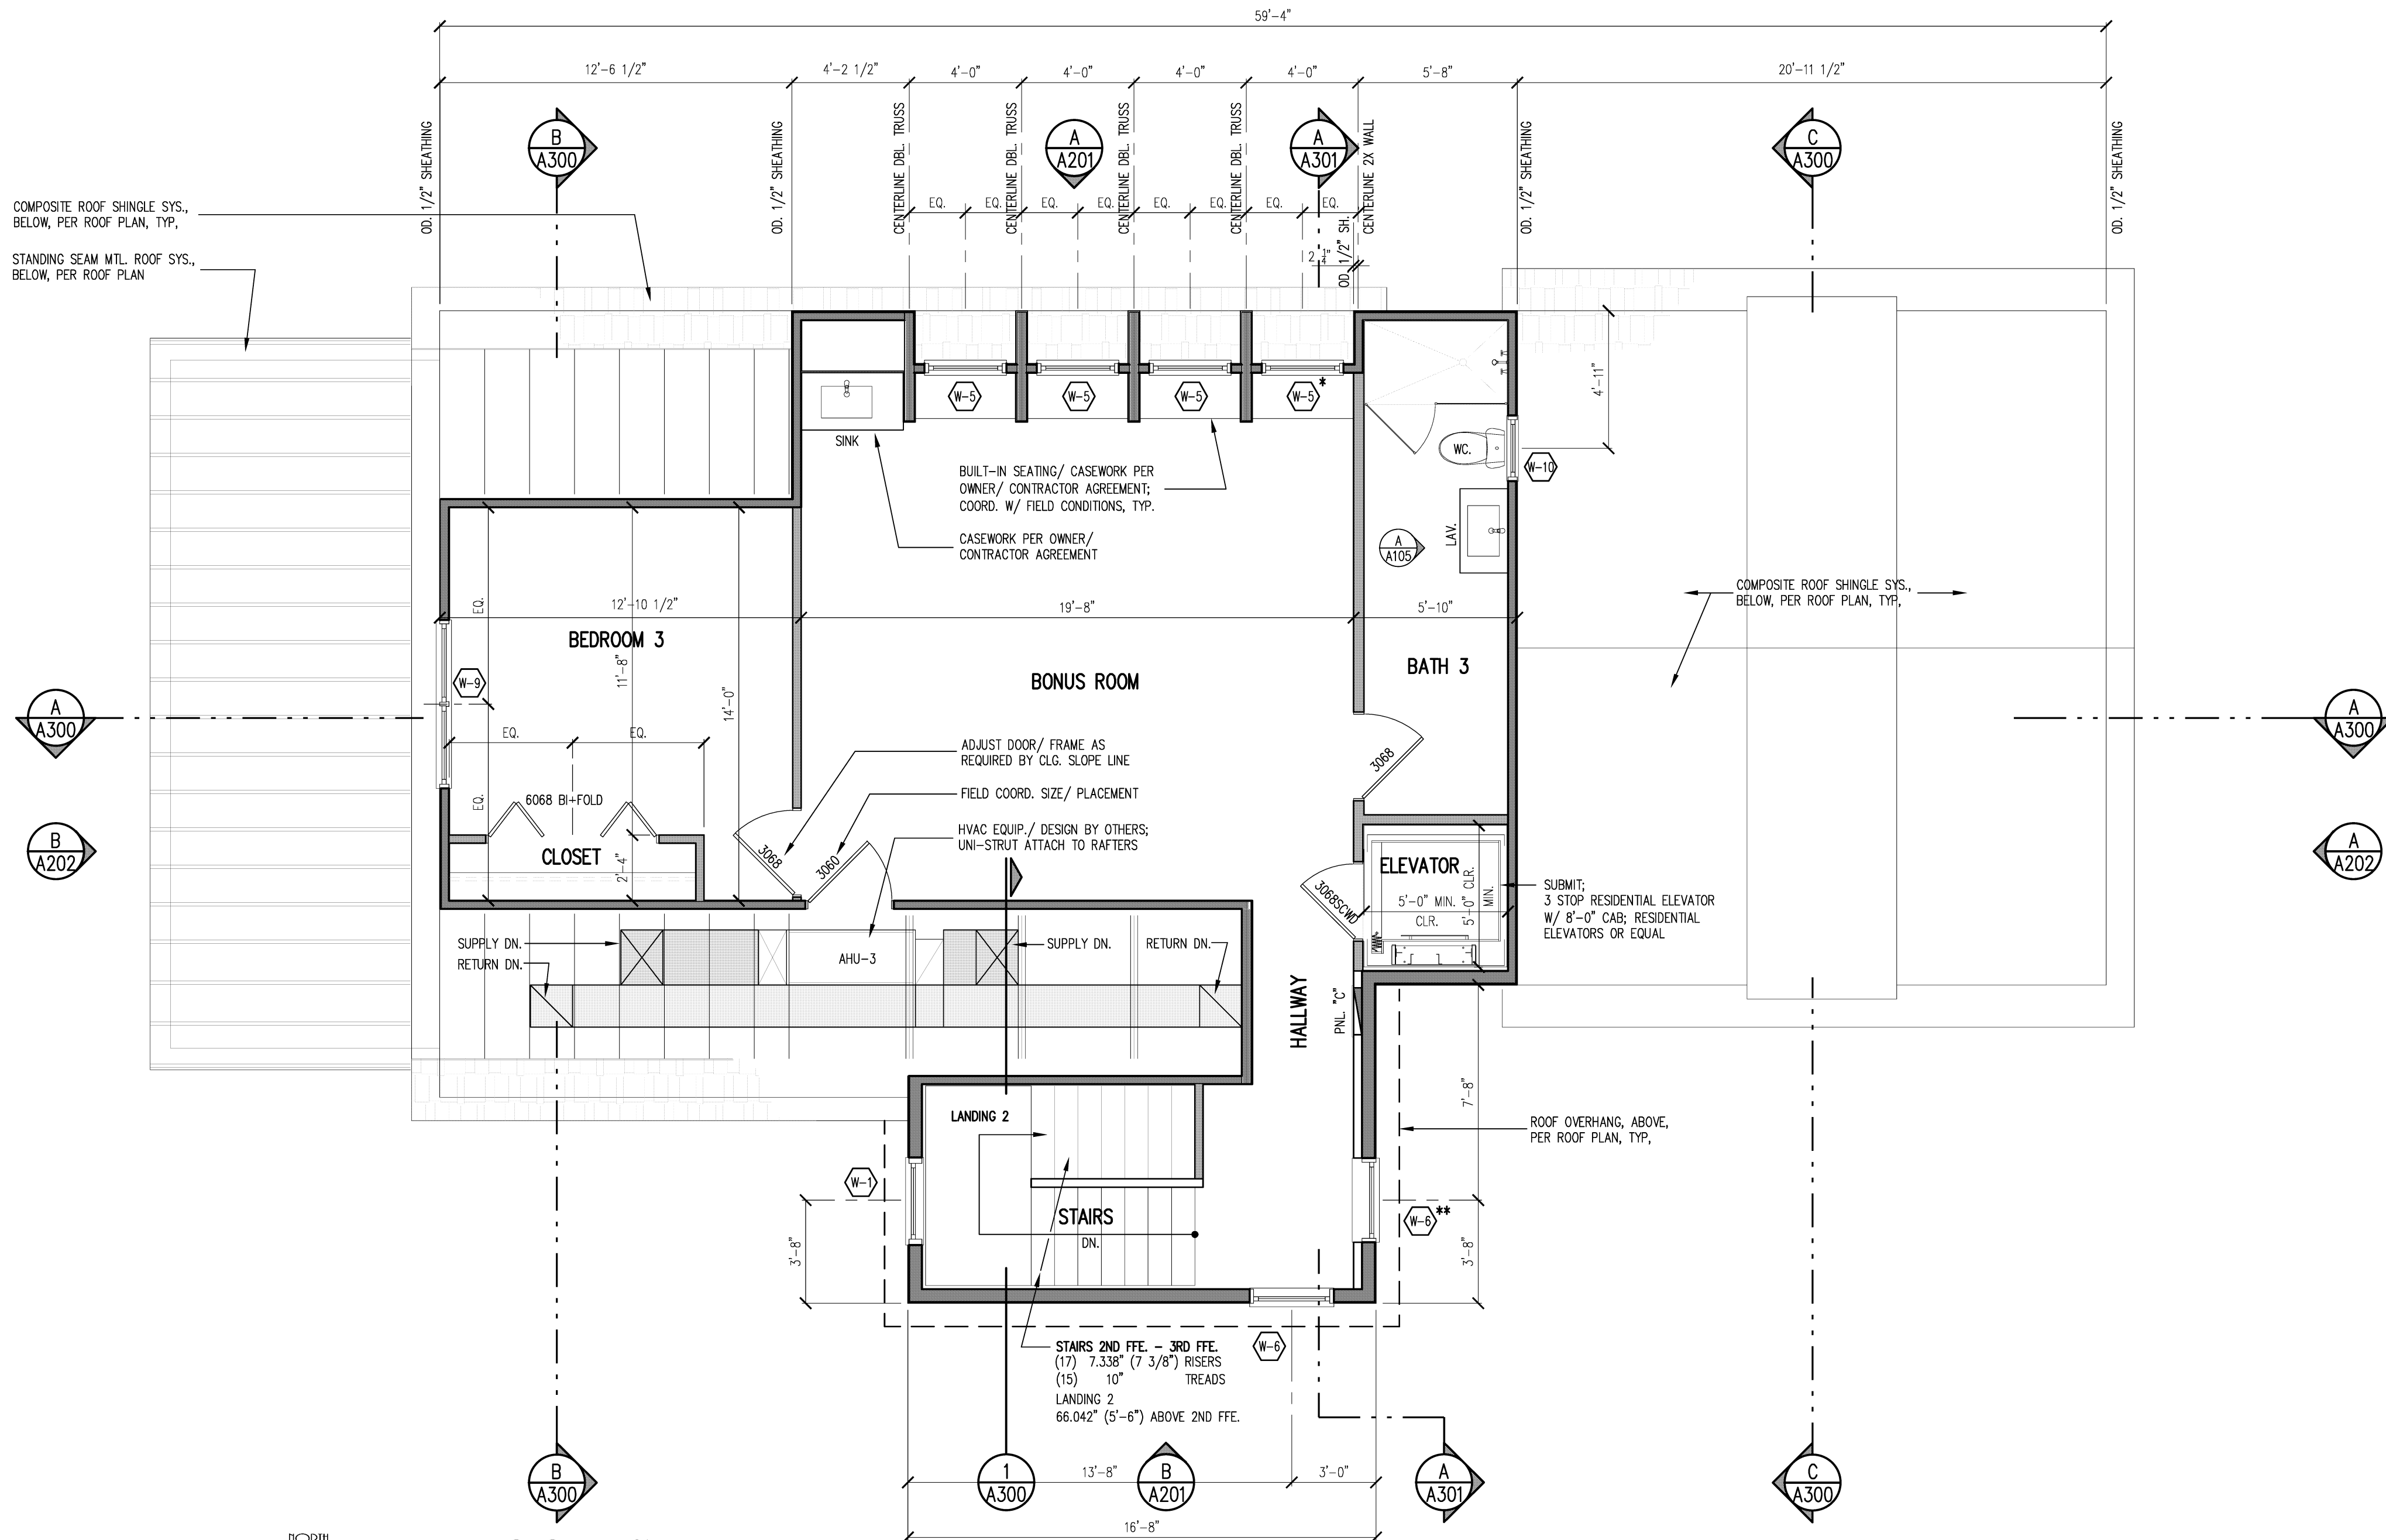 59'-4"
12'-6 1/2"
4'-2 1/2"
4'-0"
4'-0"
4'-0"
4'-0"
5'-8"
20'-11 1/2"
OD. 1/2" SHEATHING
OD. 1/2" SHEATHING
CENTERLINE DBL. TRUSS
CENTERLINE DBL. TRUSS
CENTERLINE DBL. TRUSS
CENTERLINE DBL. TRUSS
CENTERLINE 2X WALL
OD. 1/2" SHEATHING
OD. 1/2" SHEATHING
B
A300
A
A201
A
A301
C
A300
EQ.
EQ.
EQ.
EQ.
EQ.
EQ.
EQ.
EQ.
OD. 1/2" SH.
2 1/4"
COMPOSITE ROOF SHINGLE SYS.,
BELOW, PER ROOF PLAN, TYP,
STANDING SEAM MTL. ROOF SYS.,
BELOW, PER ROOF PLAN
W-5
W-5
W-5
W-5 *
SINK
WC.
4'-11"
W-10
BUILT-IN SEATING/ CASEWORK PER
OWNER/ CONTRACTOR AGREEMENT;
COORD. W/ FIELD CONDITIONS, TYP.
CASEWORK PER OWNER/
CONTRACTOR AGREEMENT
A
A105
LAV.
COMPOSITE ROOF SHINGLE SYS.,
BELOW, PER ROOF PLAN, TYP,
EQ.
12'-10 1/2"
19'-8"
5'-10"
BEDROOM 3
11'-8"
14'-0"
BONUS ROOM
BATH 3
W-9
A
A300
A
A300
EQ.
EQ.
EQ.
6068 BI-FOLD
ADJUST DOOR/ FRAME AS
REQUIRED BY CLG. SLOPE LINE
FIELD COORD. SIZE/ PLACEMENT
HVAC EQUIP./ DESIGN BY OTHERS;
UNI-STRUT ATTACH TO RAFTERS
3068
B
A202
A
A202
CLOSET
2'-4"
3068
3060
3068SCWD
ELEVATOR
5'-0" MIN.
CLR.
5'-0" CLR.
MIN.
SUBMIT;
3 STOP RESIDENTIAL ELEVATOR
W/ 8'-0" CAB; RESIDENTIAL
ELEVATORS OR EQUAL
SUPPLY DN.
RETURN DN.
AHU-3
SUPPLY DN.
RETURN DN.
HALLWAY
PNL. "C"
7'-8"
LANDING 2
ROOF OVERHANG, ABOVE,
PER ROOF PLAN, TYP,
W-1
STAIRS
DN.
W-6 **
3'-8"
3'-8"
W-6
STAIRS 2ND FFE. - 3RD FFE.
(17) 7.338" (7 3/8") RISERS
(15) 10" TREADS
LANDING 2
66.042" (5'-6") ABOVE 2ND FFE.
B
A300
1
A300
13'-8"
B
A201
3'-0"
A
A301
C
A300
16'-8"
NORTH